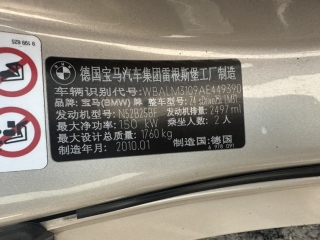 德国宝马汽车集团雷根斯堡工厂制造
车辆识别代号: WBALM3109AE449390
品牌: 宝马(BMW)牌 整车型号: Z4 sDrive23i LM31
发动机型号: N52B25BF 发动机排量: 2497 ml
最大净功率: 150 kW 乘坐人数: 2 人
最大设计总质量: 1760 kg
制造年月: 2010.01 制造国: 德国